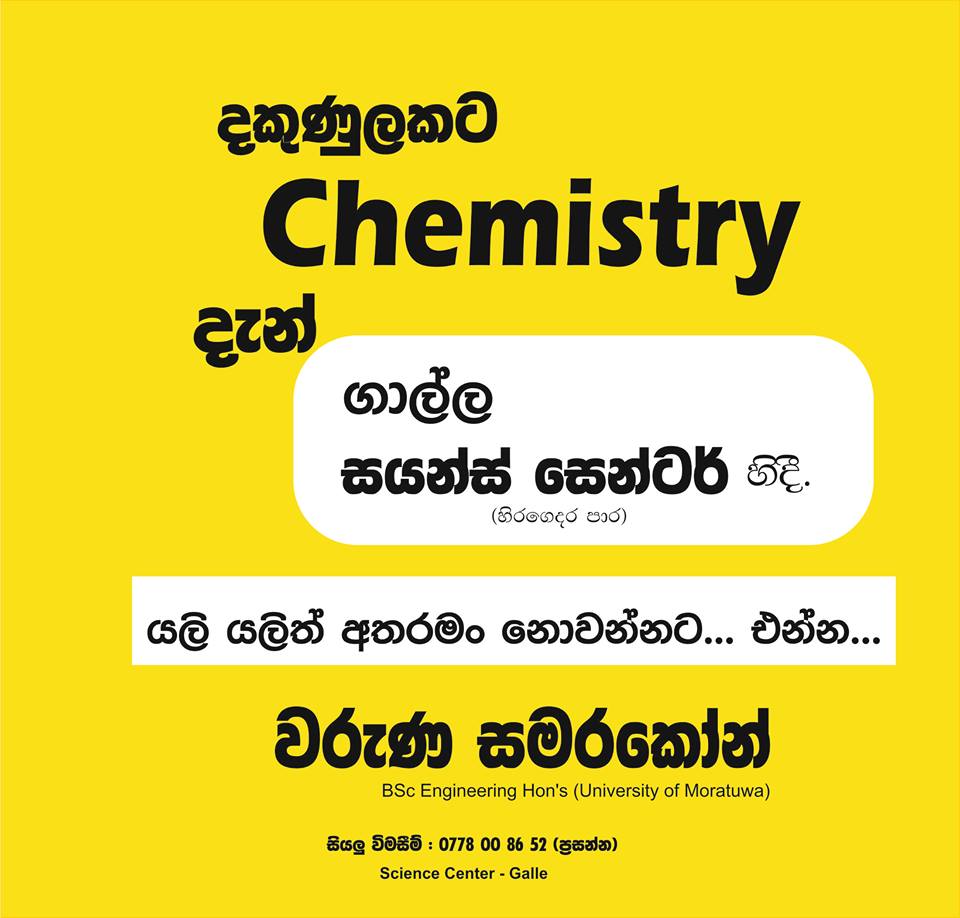 දකුණුලකට
Chemistry
දැන්
ගාල්ල
සයන්ස් සෙන්ටර් හිදී.
(හිරගෙදර පාර)
යලි යලිත් අතරමං නොවන්නට... එන්න...
වරුණ සමරකෝන්
BSc Engineering Hon's (University of Moratuwa)
සියලු විමසීම් : 0778 00 86 52 (ප්‍රසන්න)
Science Center - Galle